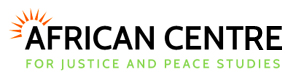 AFRICAN CENTRE
FOR JUSTICE AND PEACE STUDIES